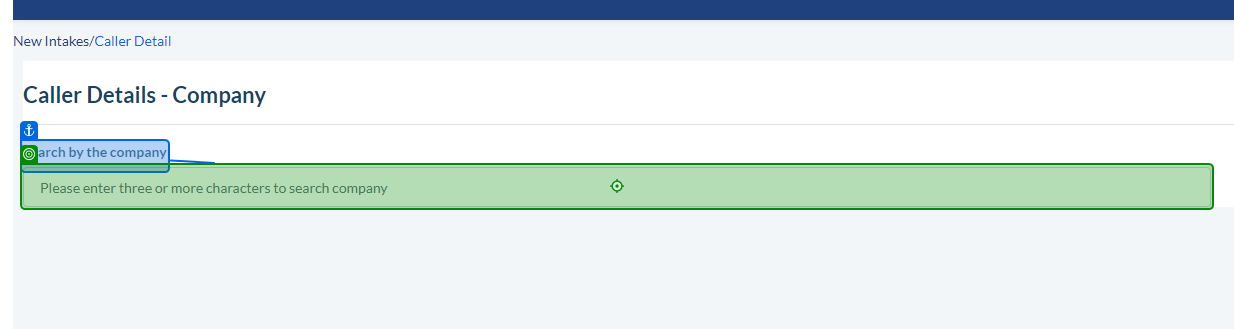 New Intakes/Caller Detail
Caller Details - Company
arch by the company
Please enter three or more characters to search company